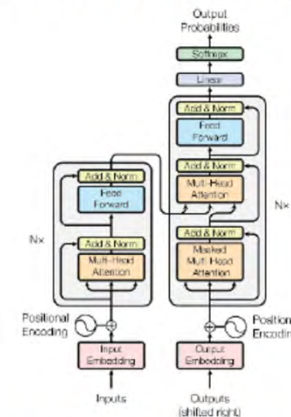 Output
Probabilities
Softmax
Linear
Add & Norm
Feed
Forward
Add & Norm
Multi-Head
Attention
Add & Norm
Masked
Multi-Head
Attention
N×
Add & Norm
Feed
Forward
Add & Norm
Multi-Head
Attention
N×
Positional
Encoding
Position
Encodin
Input
Embedding
Output
Embedding
Inputs
Outputs
(shifted right)